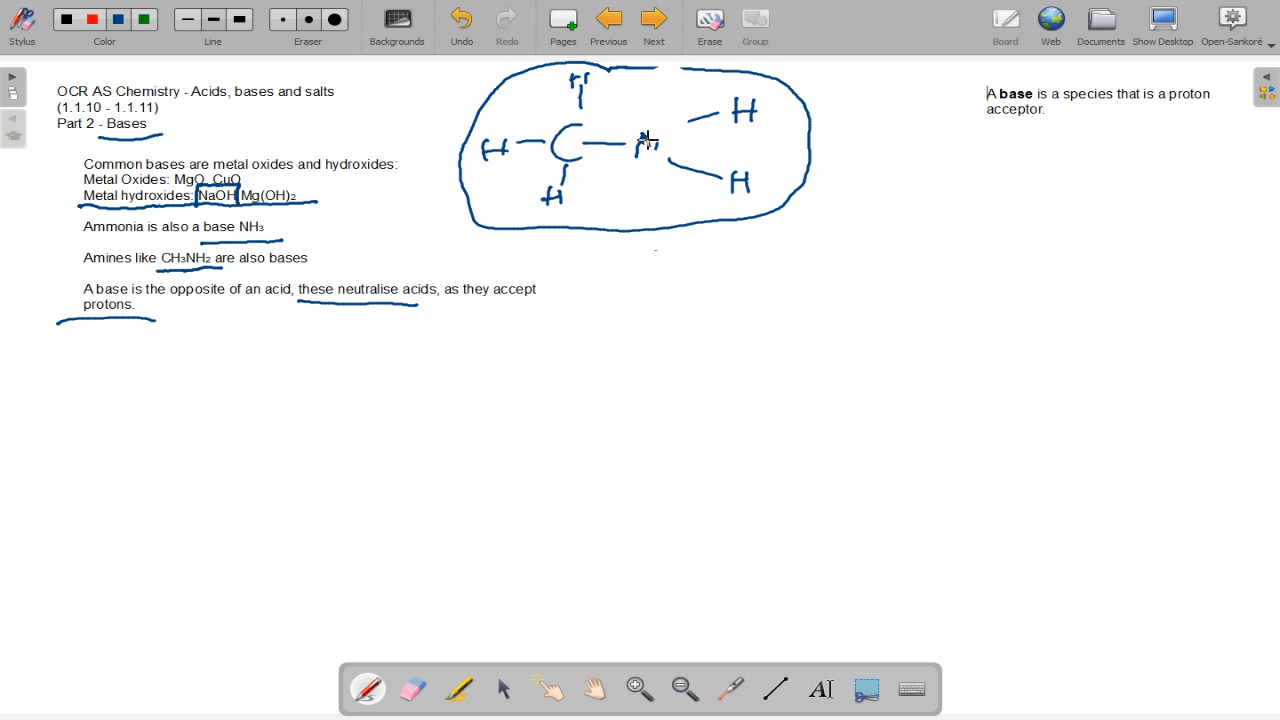 Stylus
Color
Line
Eraser
Backgrounds
Undo
Redo
Pages
Previous
Next
Erase
Group
Board
Web
Documents
Show Desktop
Open-Sankoré
OCR AS Chemistry - Acids, bases and salts
(1.1.10 - 1.1.11)
Part 2 - Bases
Common bases are metal oxides and hydroxides:
Metal Oxides: MgO, CuO
Metal hydroxides: NaOH Mg(OH)₂
Ammonia is also a base NH₃
Amines like CH₃NH₂ are also bases
A base is the opposite of an acid, these neutralise acids, as they accept
protons.
H
H
H C N
H
H
A base is a species that is a proton
acceptor.
AI